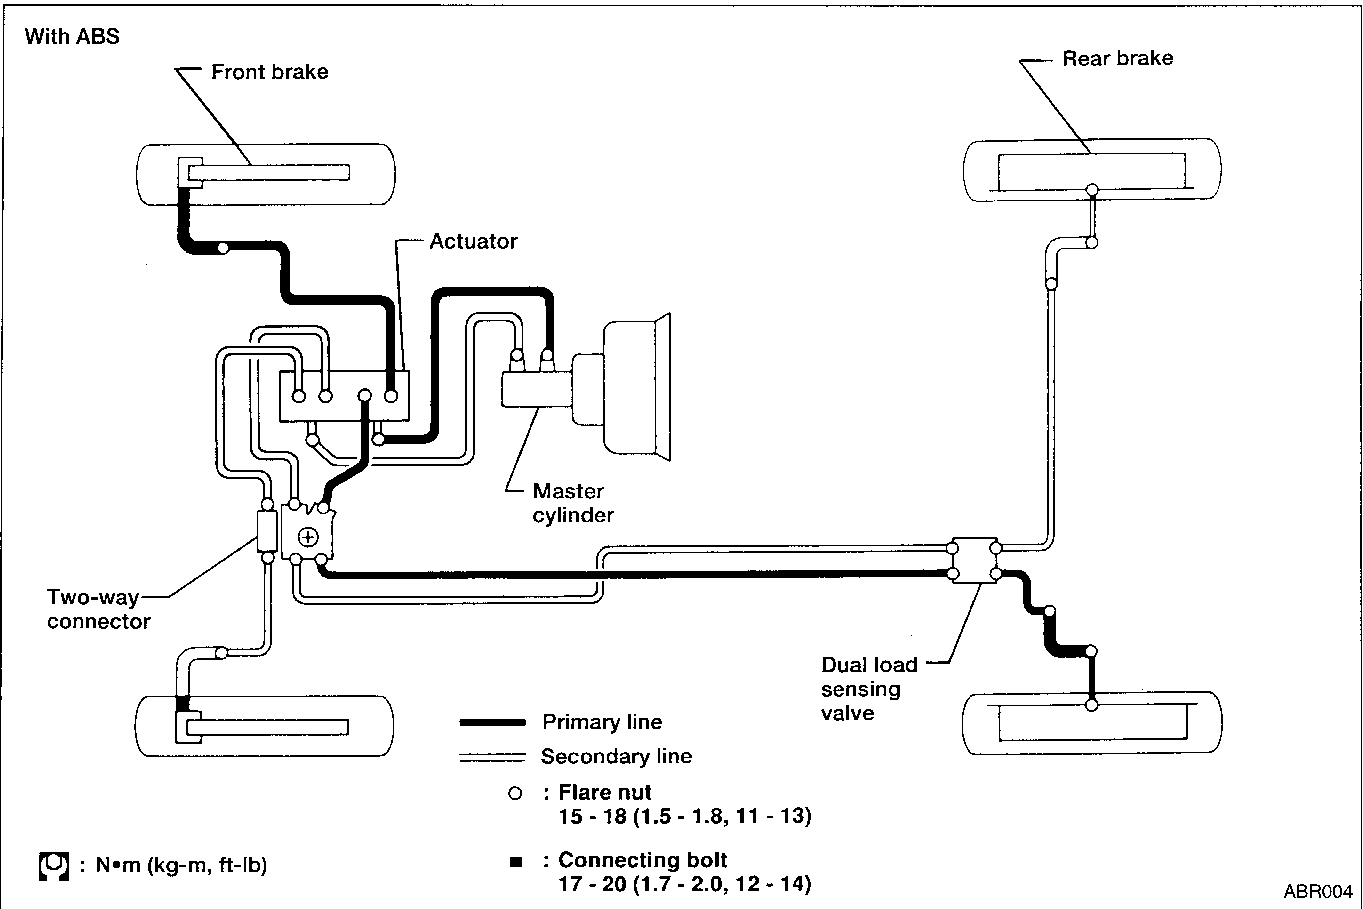 With ABS
Front brake
Rear brake
Actuator
Master
cylinder
Two-way
connector
Dual load
sensing
valve
Primary line
Secondary line
: Flare nut
15 - 18 (1.5 - 1.8, 11 - 13)
: N•m (kg-m, ft-lb)
: Connecting bolt
17 - 20 (1.7 - 2.0, 12 - 14)
ABR004